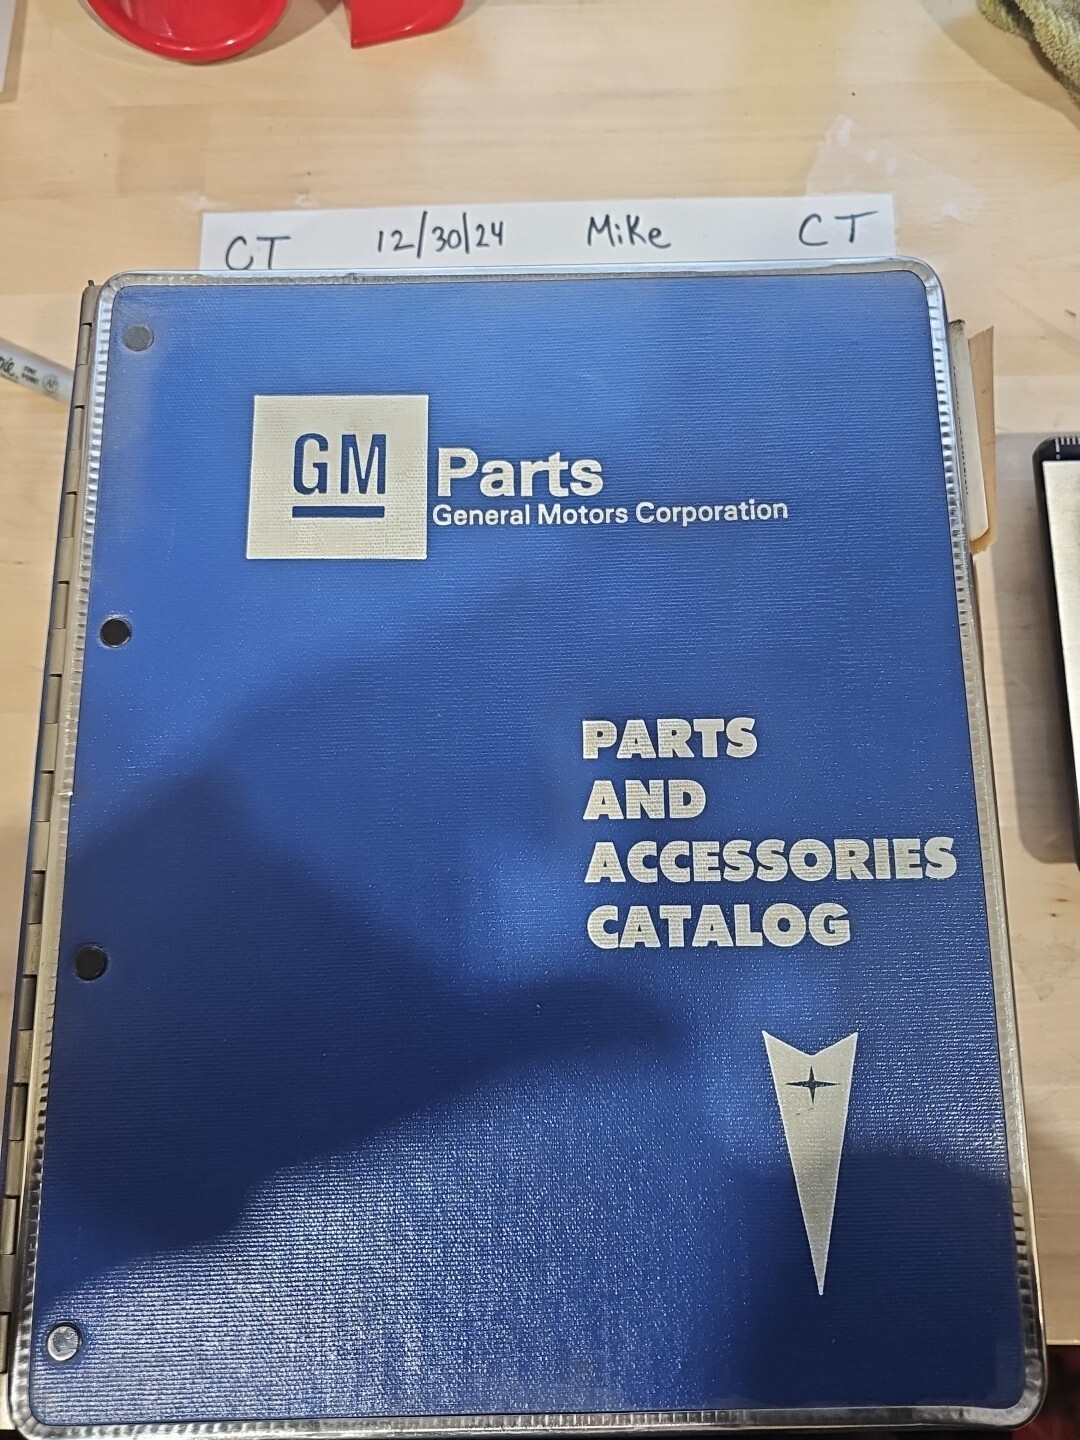 CT 12/30/24 Mike CT
GM
Parts
General Motors Corporation
PARTS
AND
ACCESSORIES
CATALOG